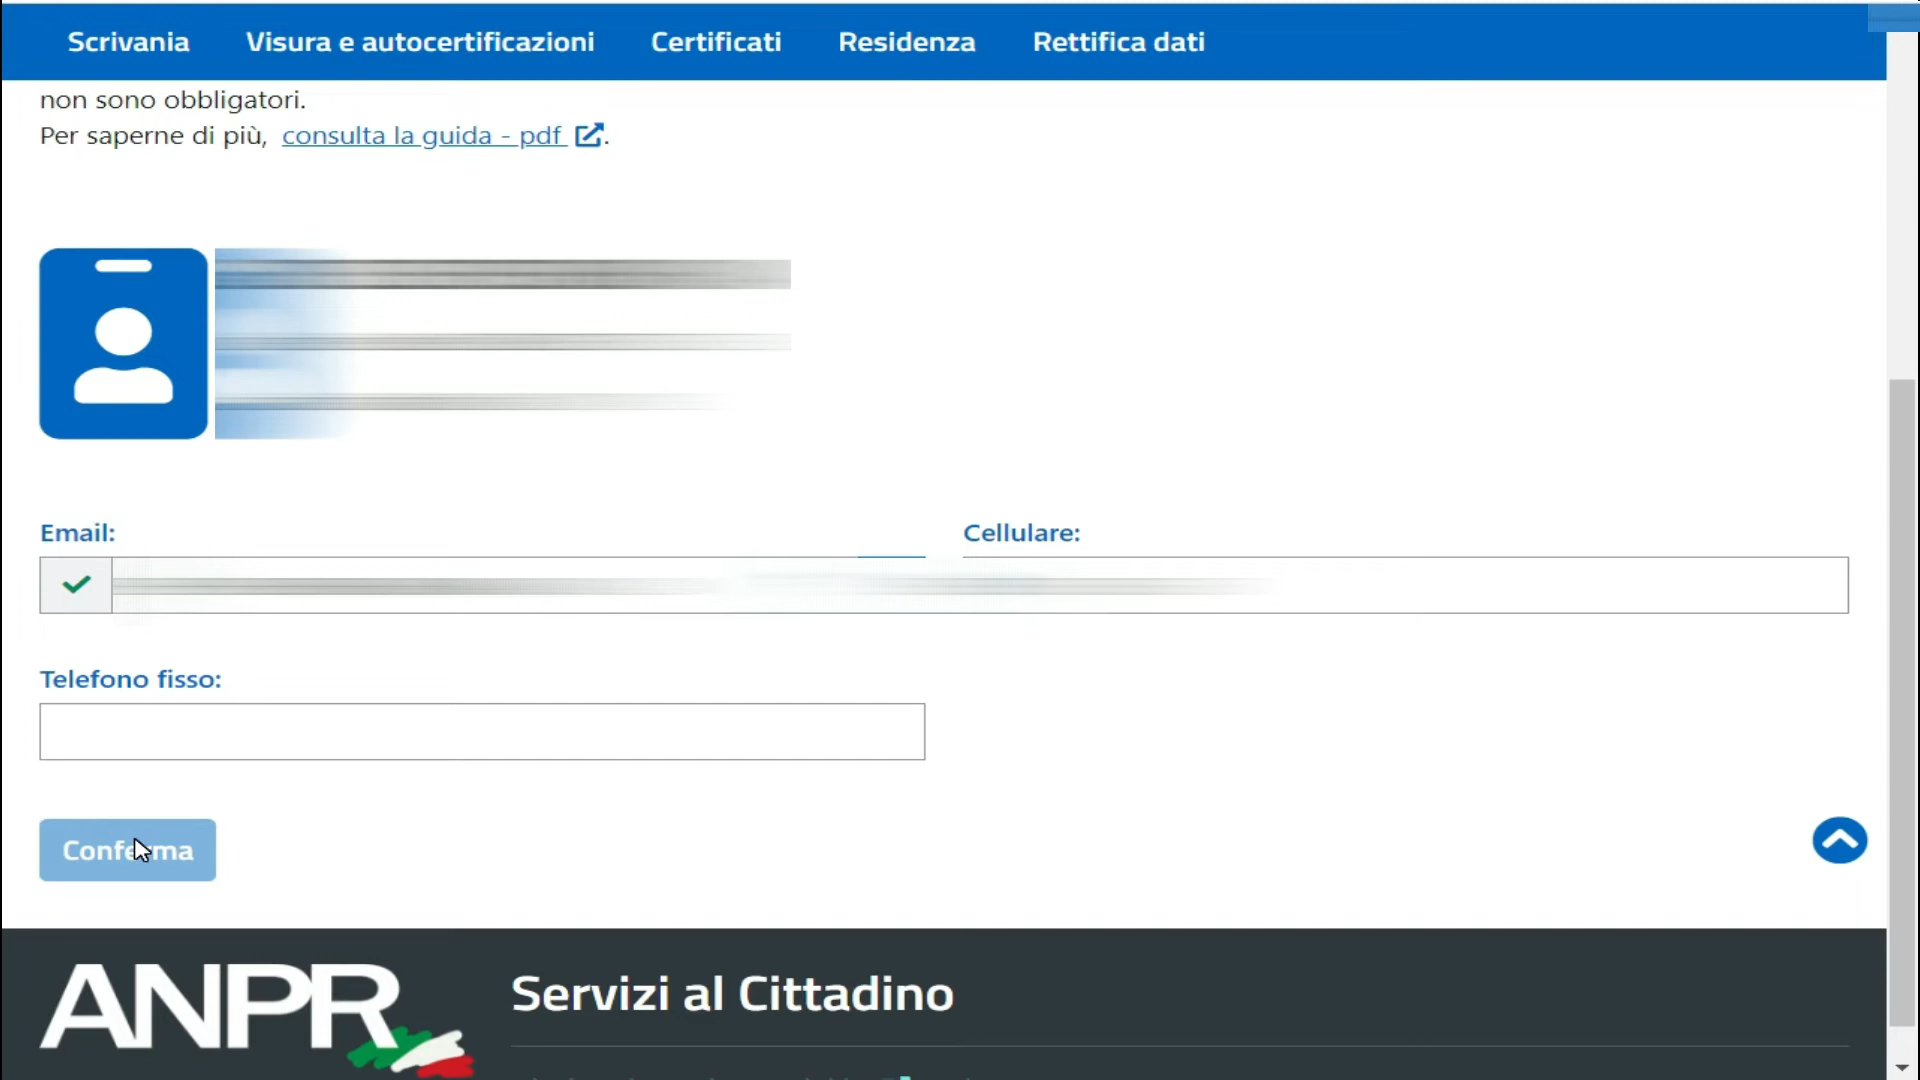 Scrivania Visura e autocertificazioni Certificati Residenza Rettifica dati
non sono obbligatori.
Per saperne di più, consulta la guida - pdf .
Email: Cellulare:
Telefono fisso:
Conferma
ANPR
Servizi al Cittadino